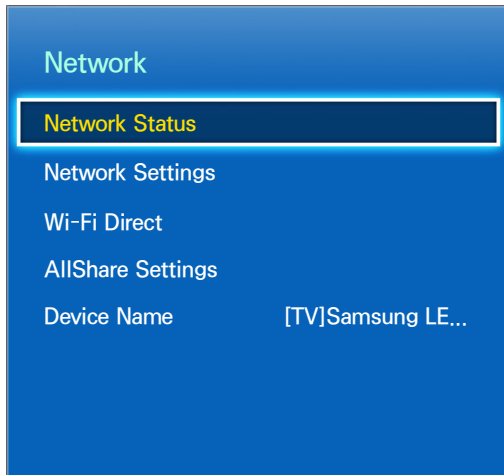 Network
Network Status
Network Settings
Wi-Fi Direct
AllShare Settings
Device Name [TV]Samsung LE...